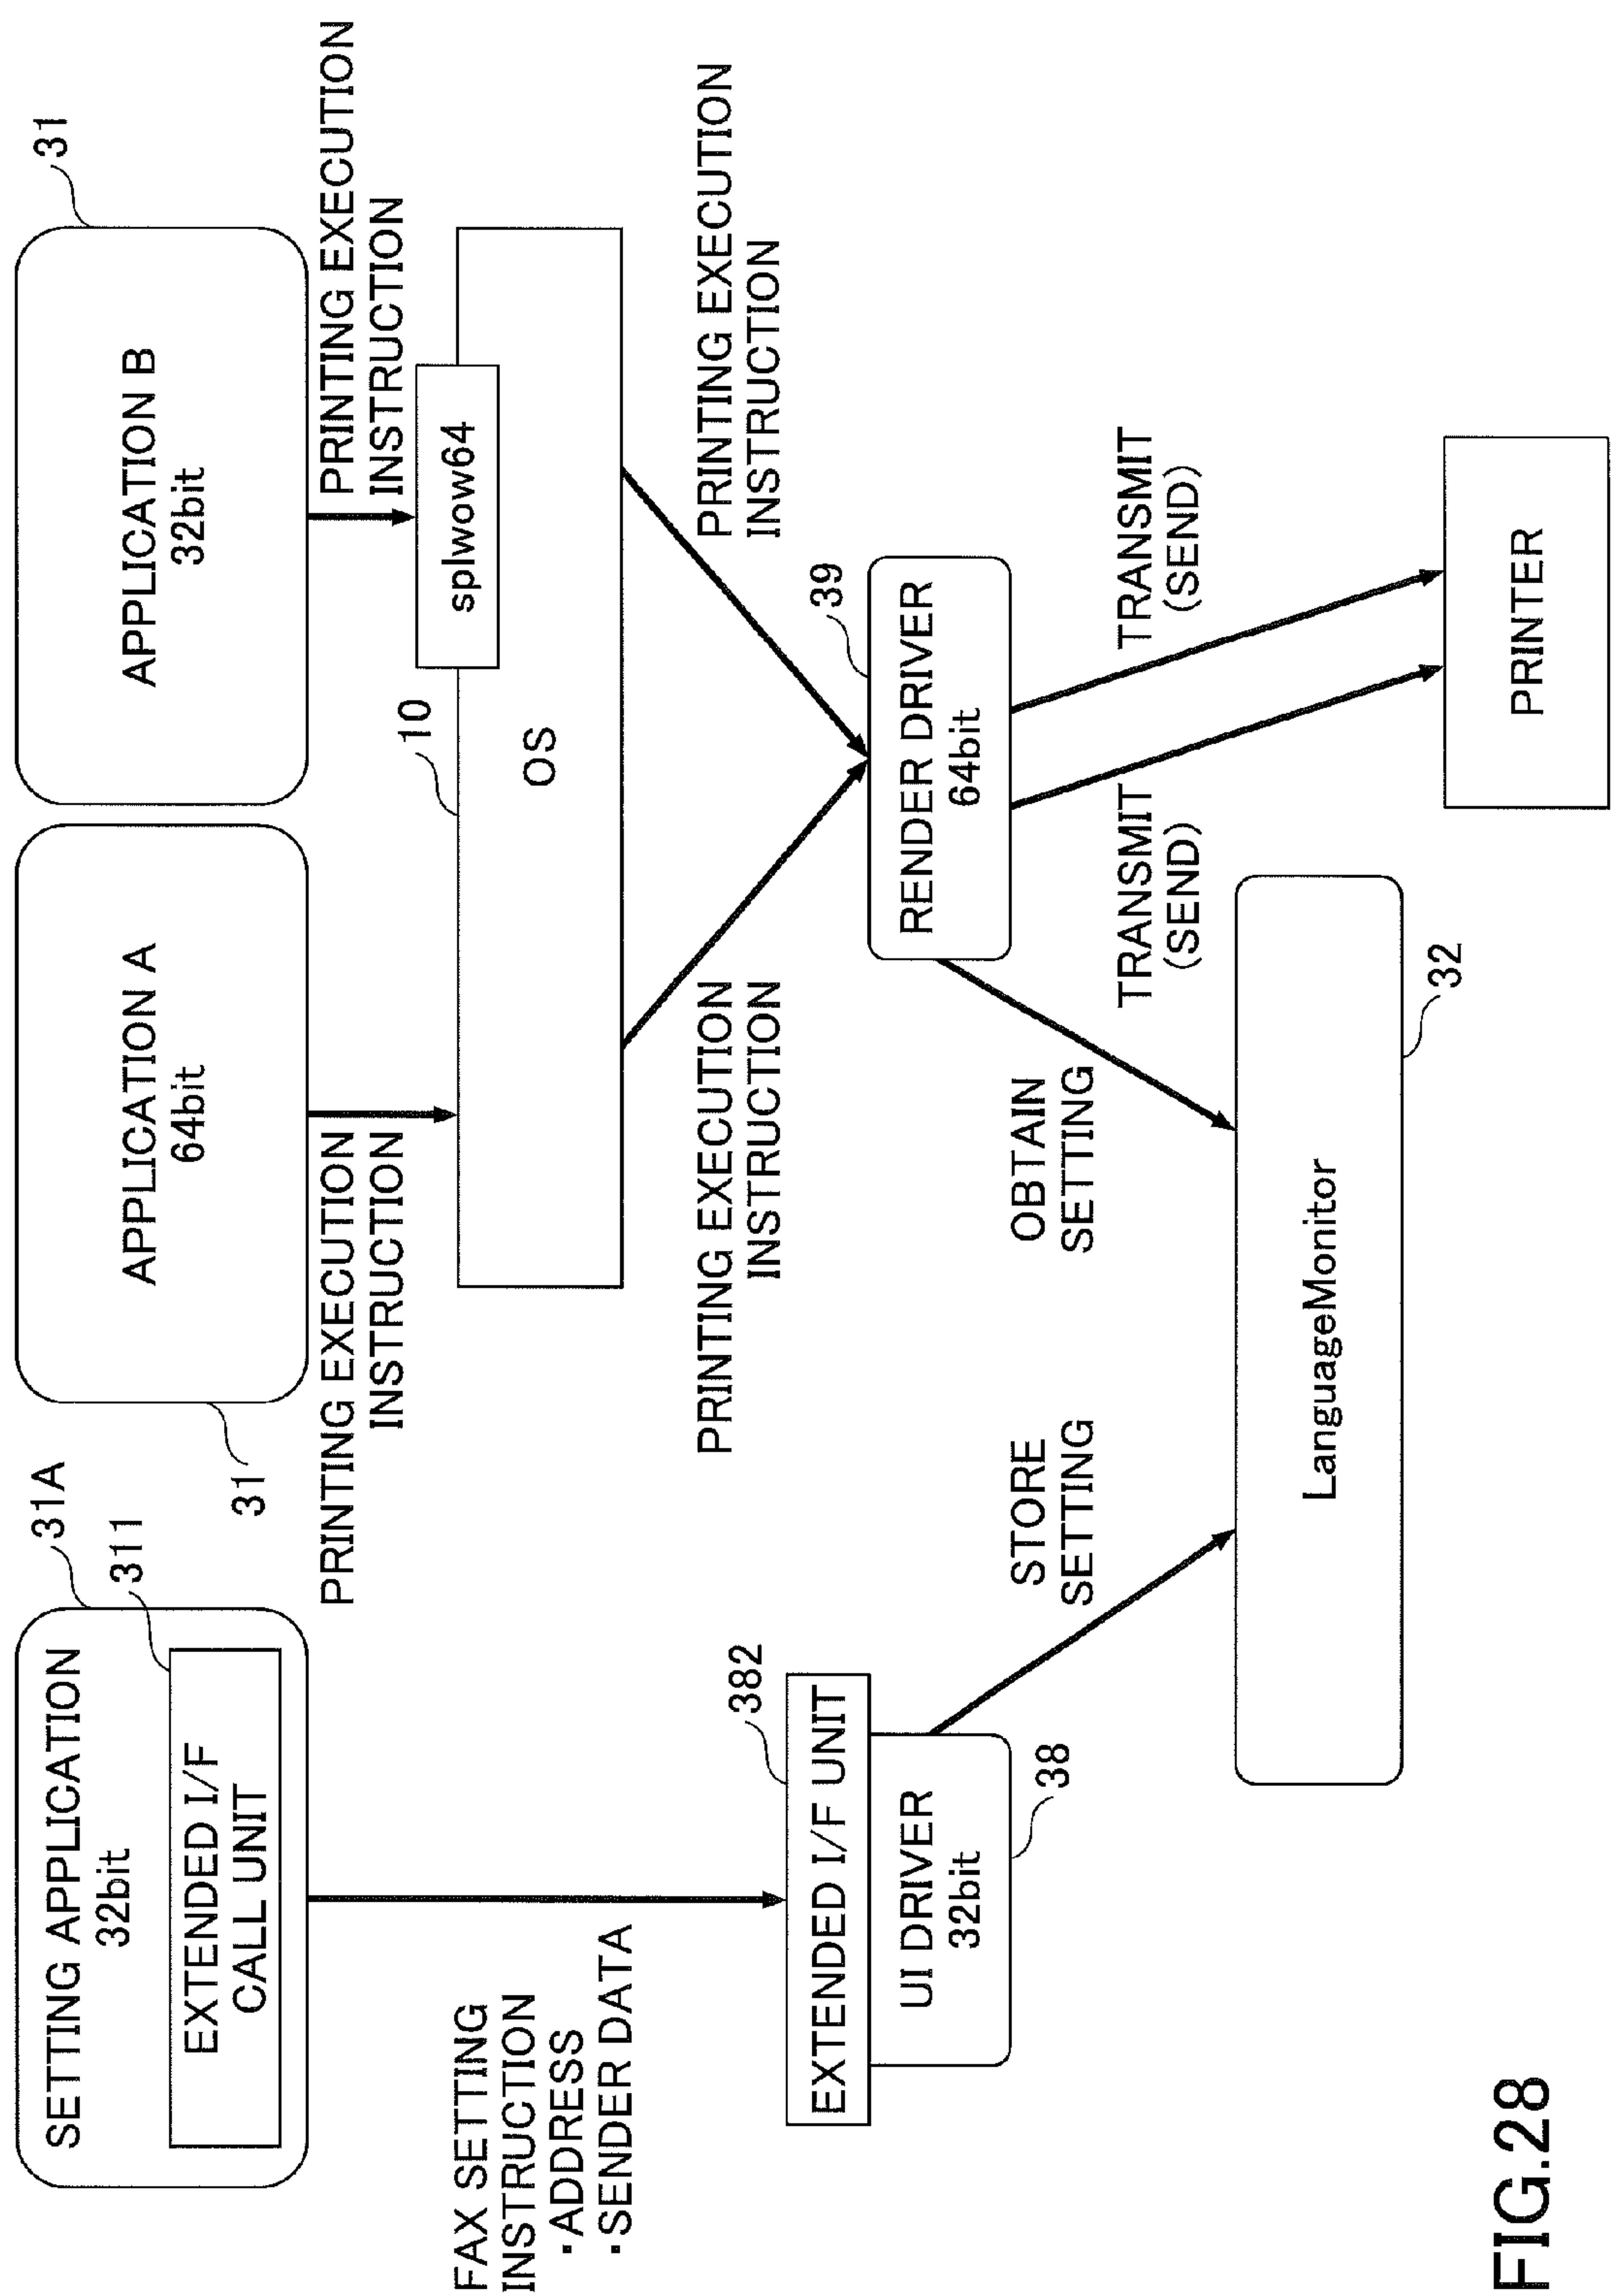 SETTING APPLICATION
32bit
31A
EXTENDED I/F
CALL UNIT
311
APPLICATION A
64bit
31
APPLICATION B
32bit
31
PRINTING EXECUTION
INSTRUCTION
PRINTING EXECUTION
INSTRUCTION
FAX SETTING
INSTRUCTION
・ADDRESS
・SENDER DATA
10
splwow64
OS
PRINTING EXECUTION
INSTRUCTION
PRINTING EXECUTION
INSTRUCTION
EXTENDED I/F UNIT
382
UI DRIVER
32bit
38
RENDER DRIVER
64bit
39
STORE
SETTING
OBTAIN
SETTING
TRANSMIT
(SEND)
TRANSMIT
(SEND)
LanguageMonitor
32
PRINTER
FIG.28